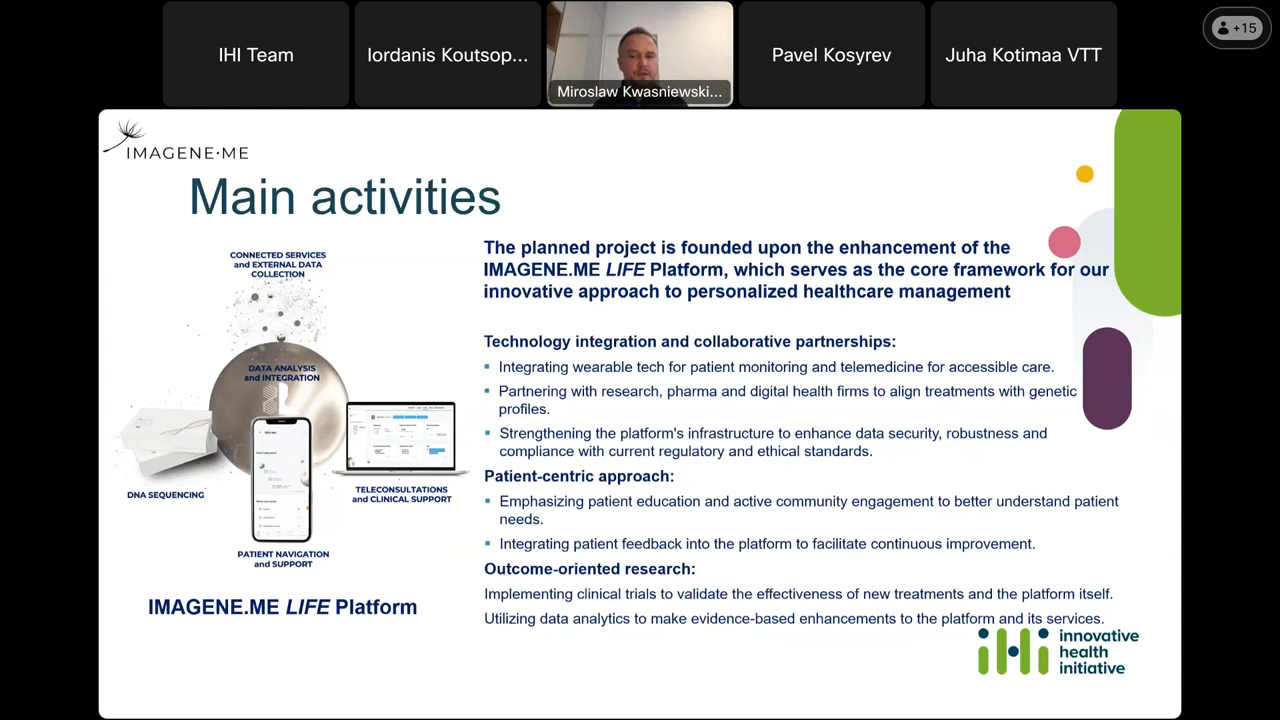 IHI Team
Iordanis Koutsop...
Miroslaw Kwasniewski...
Pavel Kosyrev
Juha Kotimaa VTT
+15
IMAGENE·ME
Main activities
CONNECTED SERVICES
and EXTERNAL DATA
COLLECTION
DATA ANALYSIS
and INTEGRATION
DNA SEQUENCING
TELECONSULTATIONS
and CLINICAL SUPPORT
PATIENT NAVIGATION
and SUPPORT
IMAGENE.ME LIFE Platform
The planned project is founded upon the enhancement of the
IMAGENE.ME LIFE Platform, which serves as the core framework for our
innovative approach to personalized healthcare management
Technology integration and collaborative partnerships:
▪ Integrating wearable tech for patient monitoring and telemedicine for accessible care.
▪ Partnering with research, pharma and digital health firms to align treatments with genetic
profiles.
▪ Strengthening the platform's infrastructure to enhance data security, robustness and
compliance with current regulatory and ethical standards.
Patient-centric approach:
▪ Emphasizing patient education and active community engagement to better understand patient
needs.
▪ Integrating patient feedback into the platform to facilitate continuous improvement.
Outcome-oriented research:
Implementing clinical trials to validate the effectiveness of new treatments and the platform itself.
Utilizing data analytics to make evidence-based enhancements to the platform and its services.
iHi innovative
health
initiative